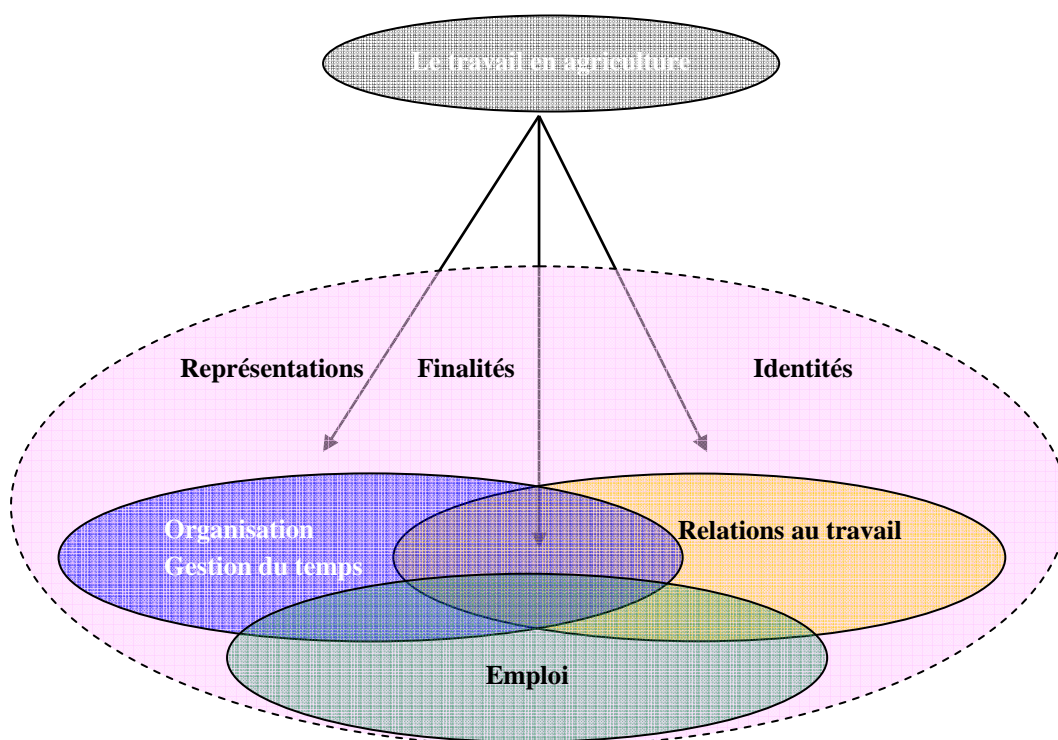 Le travail en agriculture
Représentations Finalités Identités
Organisation
Gestion du temps
Relations au travail
Emploi